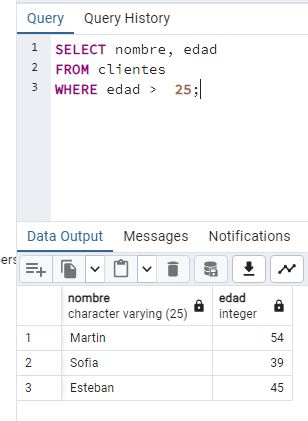 Query Query History
1 SELECT nombre, edad
2 FROM clientes
3 WHERE edad >  25;
Data Output Messages Notifications
ers
nombre edad
character varying (25) integer
1 Martin 54
2 Sofia 39
3 Esteban 45